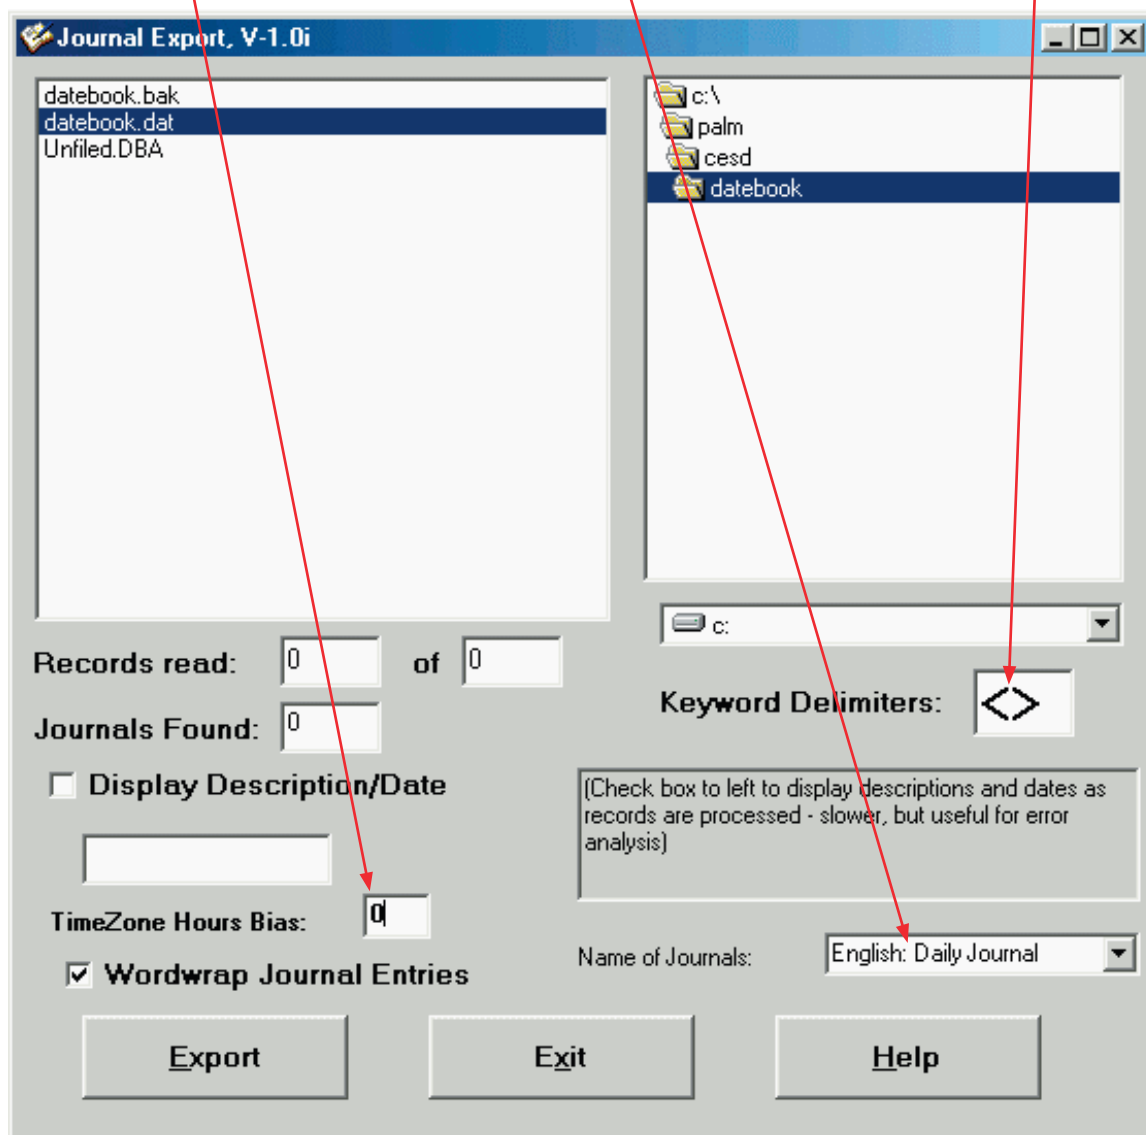 Journal Export, V-1.0i
datebook.bak
datebook.dat
Unfiled.DBA
c:\
palm
cesd
datebook
c:
Records read: 0 of 0
Keyword Delimiters: <>
Journals Found: 0
Display Description/Date
(Check box to left to display descriptions and dates as
records are processed - slower, but useful for error
analysis)
TimeZone Hours Bias: 0
Name of Journals: English: Daily Journal
Wordwrap Journal Entries
Export Exit Help